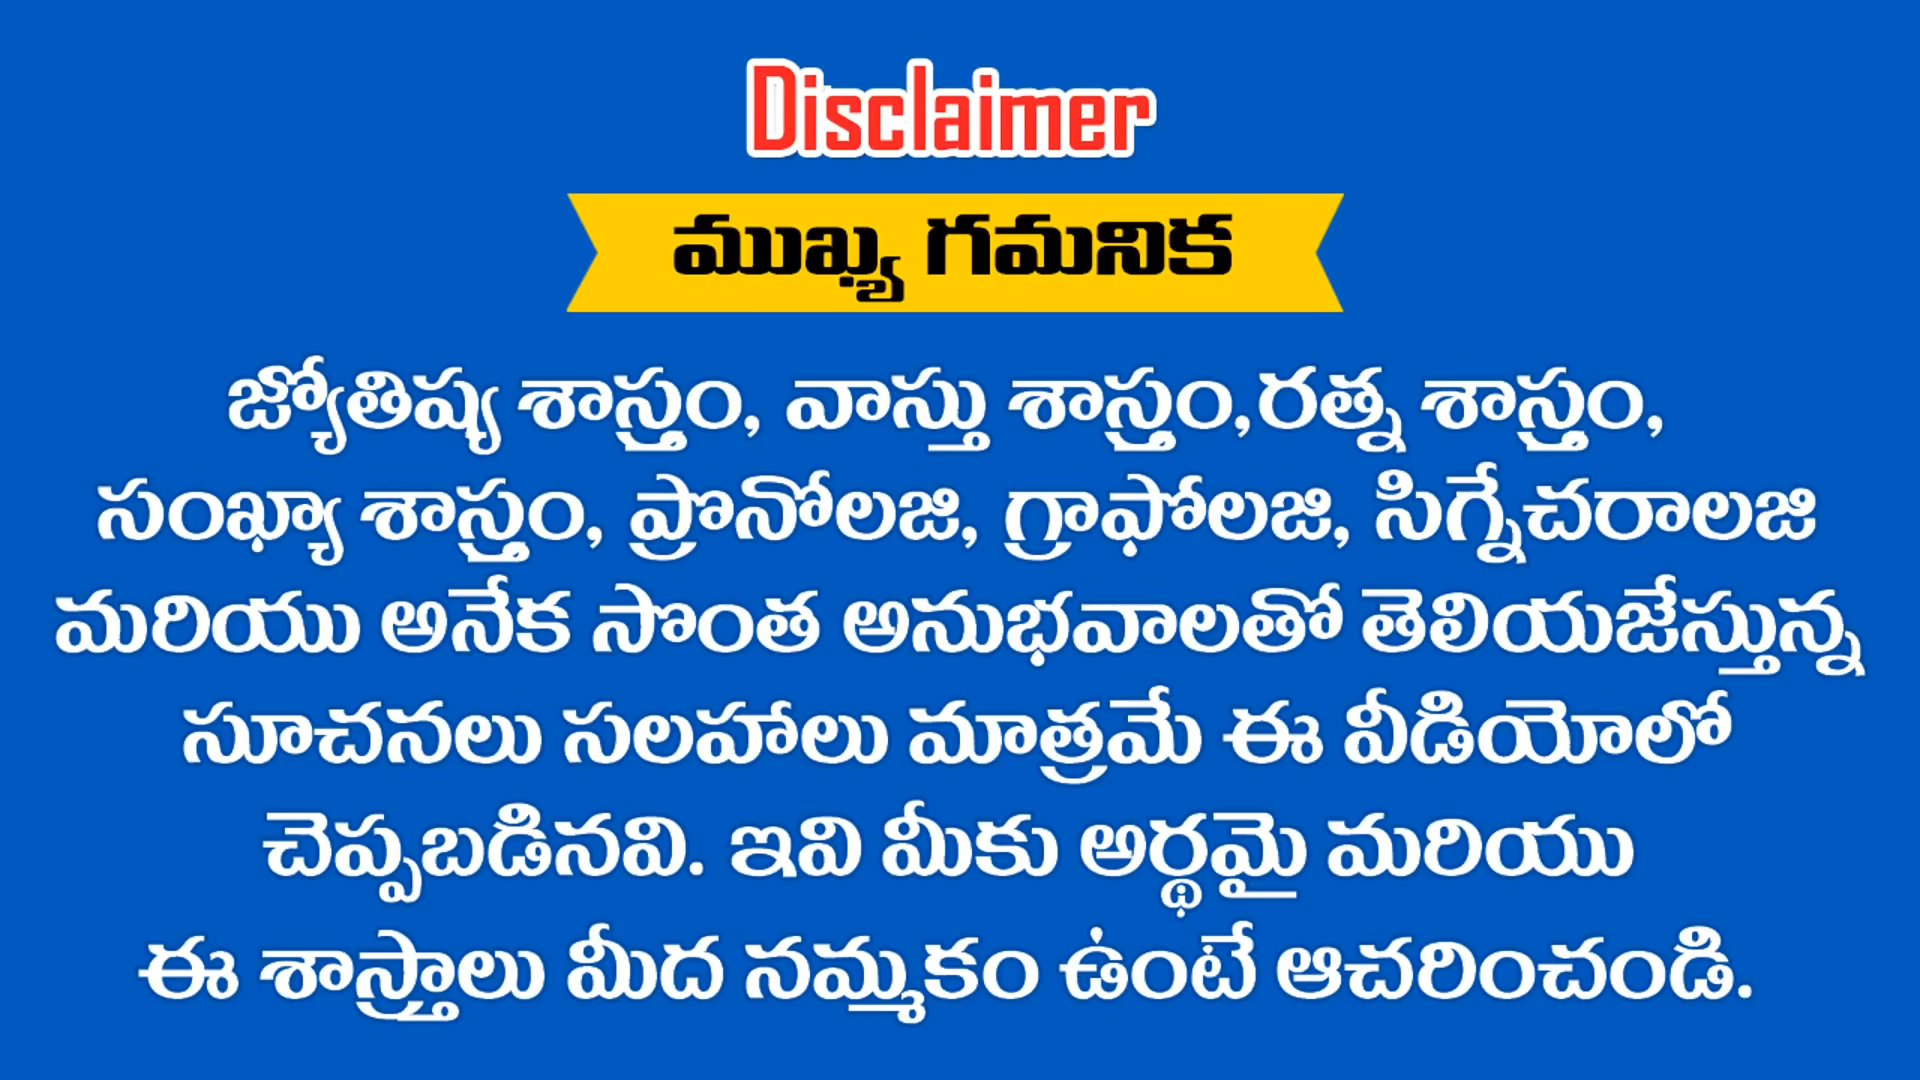 Disclaimer
ముఖ్య గమనిక
జ్యోతిష్య శాస్త్రం, వాస్తు శాస్త్రం,రత్న శాస్త్రం,
సంఖ్యా శాస్త్రం, ప్రొనోలజి, గ్రాఫోలజి, సిగ్నేచరాలజి
మరియు అనేక సొంత అనుభవాలతో తెలియజేస్తున్న
సూచనలు సలహాలు మాత్రమే ఈ వీడియోలో
చెప్పబడినవి. ఇవి మీకు అర్థమై మరియు
ఈ శాస్త్రాలు మీద నమ్మకం ఉంటే ఆచరించండి.